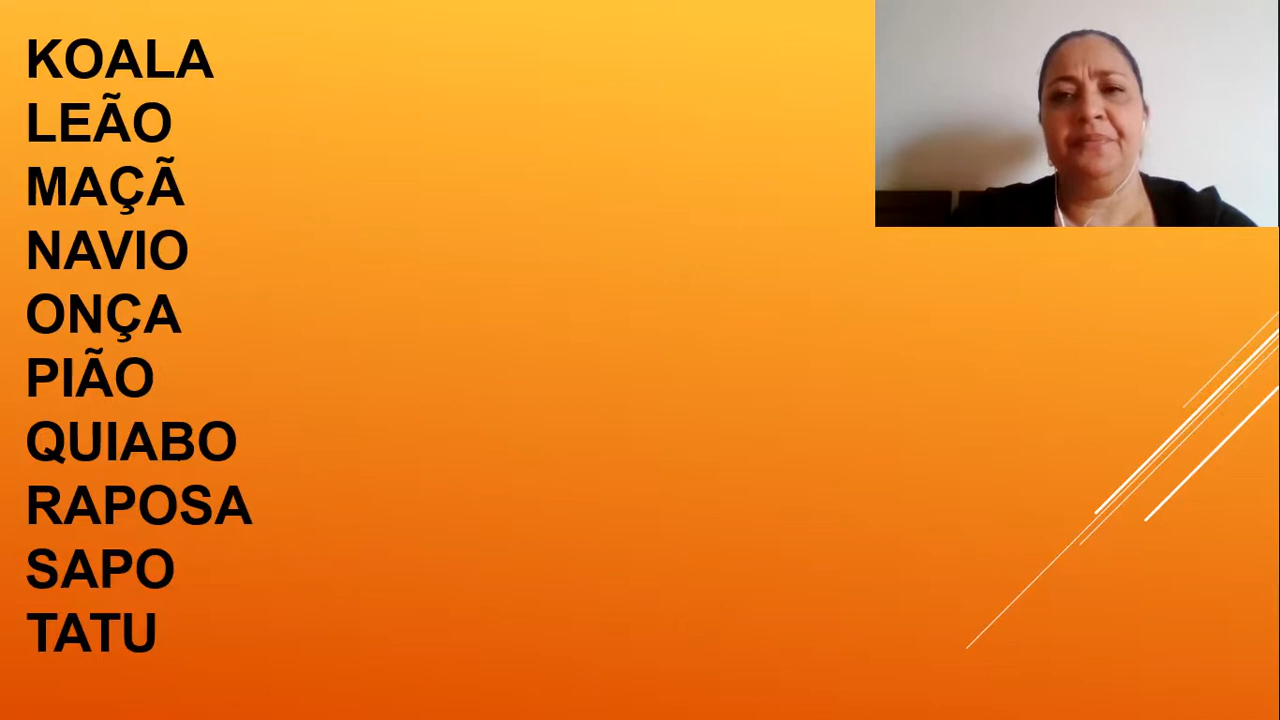 KOALA
LEÃO
MAÇÃ
NAVIO
ONÇA
PIÃO
QUIABO
RAPOSA
SAPO
TATU